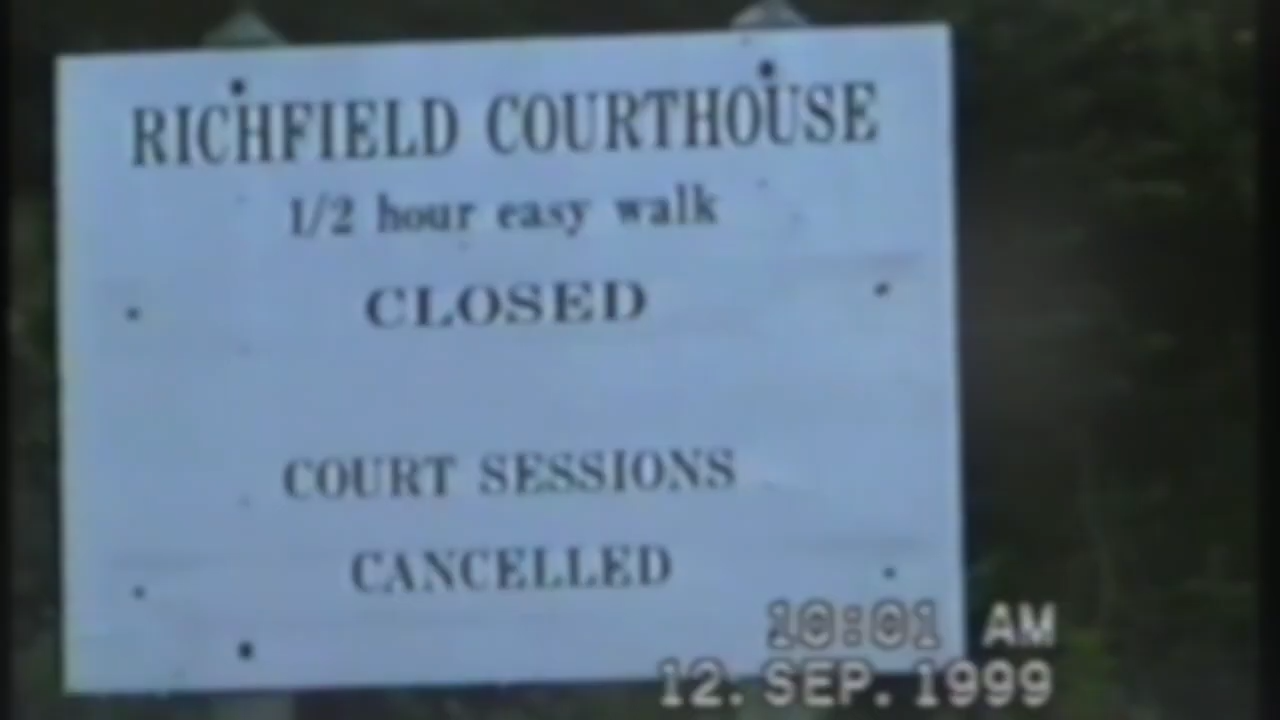 RICHFIELD COURTHOUSE
1/2 hour easy walk
CLOSED
COURT SESSIONS
CANCELLED
10:01 AM
12. SEP. 1999